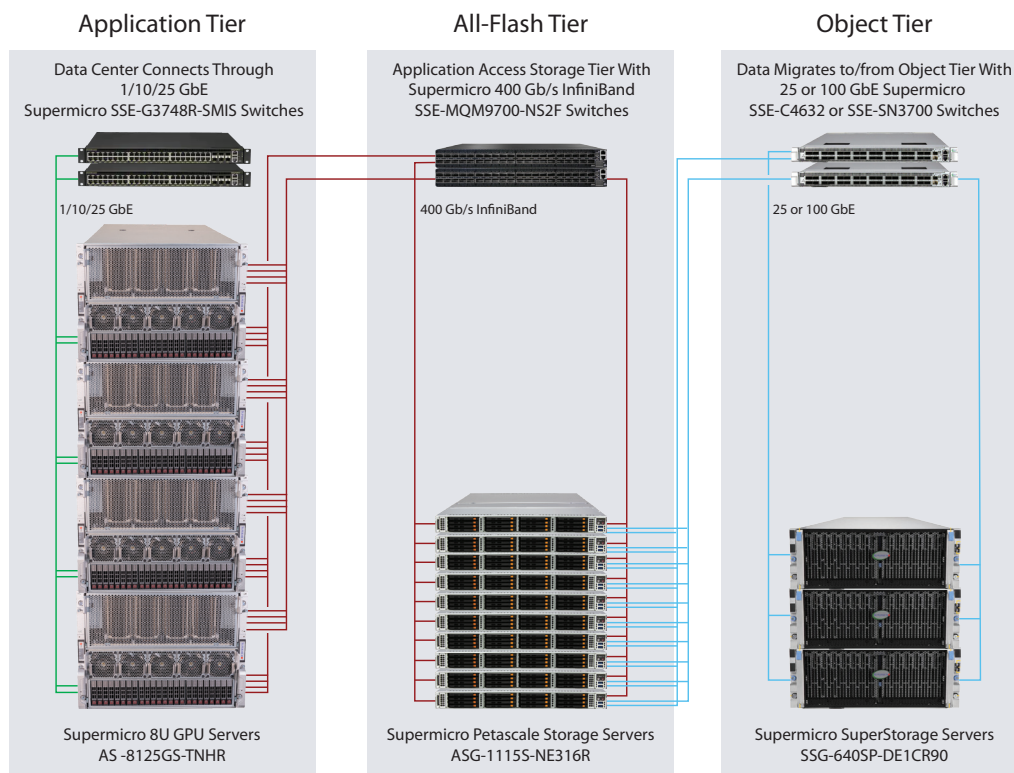 Application Tier
Data Center Connects Through
1/10/25 GbE
Supermicro SSE-G3748R-SMIS Switches
1/10/25 GbE
Supermicro 8U GPU Servers
AS -8125GS-TNHR
All-Flash Tier
Application Access Storage Tier With
Supermicro 400 Gb/s InfiniBand
SSE-MQM9700-NS2F Switches
400 Gb/s InfiniBand
Supermicro Petascale Storage Servers
ASG-1115S-NE316R
Object Tier
Data Migrates to/from Object Tier With
25 or 100 GbE Supermicro
SSE-C4632 or SSE-SN3700 Switches
25 or 100 GbE
Supermicro SuperStorage Servers
SSG-640SP-DE1CR90